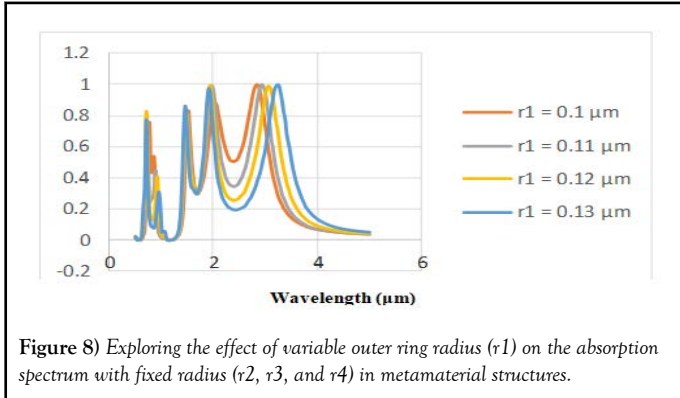 1.2
1
0.8
0.6
0.4
0.2
0
-0.2
0 2 4 6
Wavelength (µm)
r1 = 0.1 µm
r1 = 0.11 µm
r1 = 0.12 µm
r1 = 0.13 µm
Figure 8) Exploring the effect of variable outer ring radius (r1) on the absorption
spectrum with fixed radius (r2, r3, and r4) in metamaterial structures.